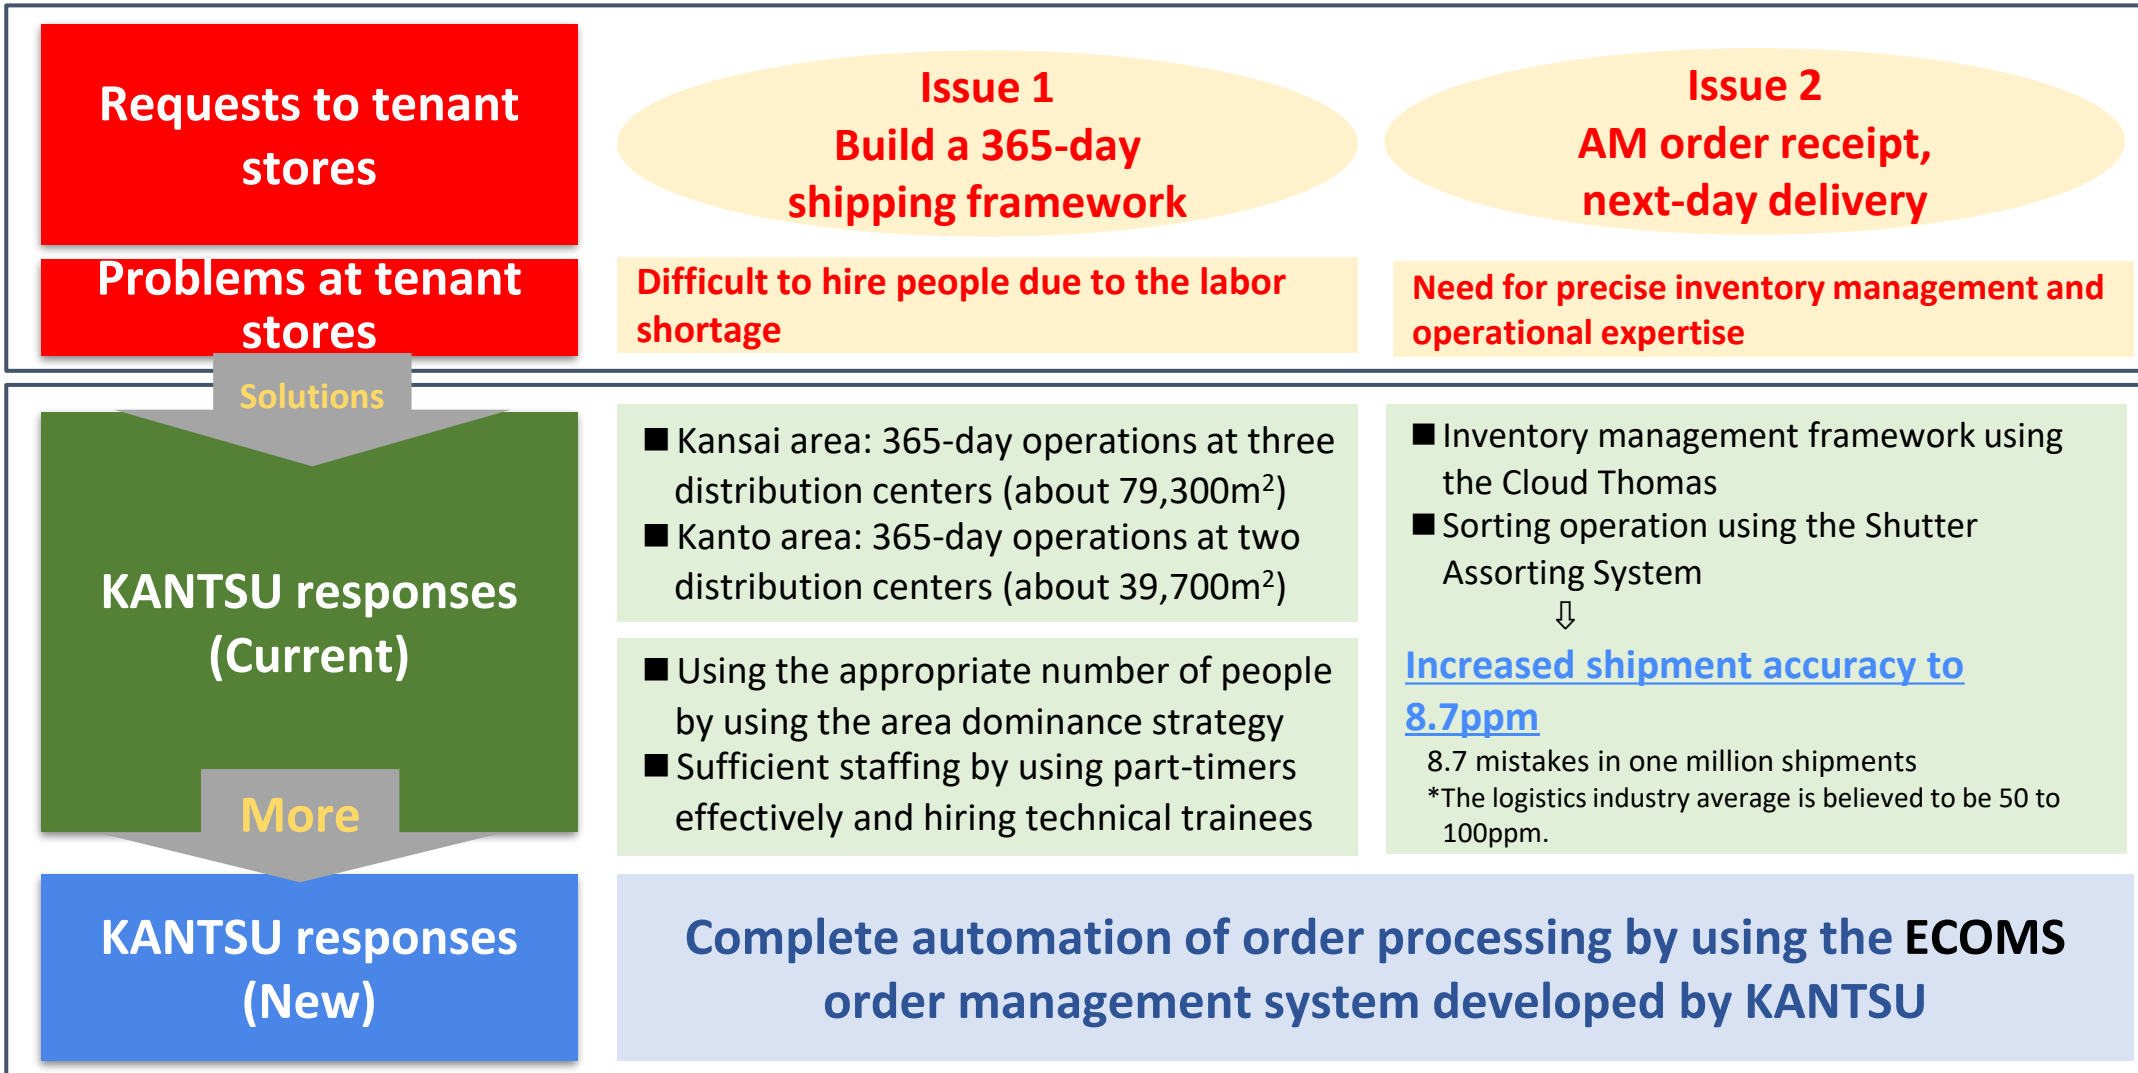 Requests to tenant
stores
Issue 1
Build a 365-day
shipping framework
Issue 2
AM order receipt,
next-day delivery
Problems at tenant
stores
Difficult to hire people due to the labor
shortage
Need for precise inventory management and
operational expertise
Solutions
KANTSU responses
(Current)
■ Kansai area: 365-day operations at three
distribution centers (about 79,300m²)
■ Kanto area: 365-day operations at two
distribution centers (about 39,700m²)
■ Using the appropriate number of people
by using the area dominance strategy
■ Sufficient staffing by using part-timers
effectively and hiring technical trainees
■ Inventory management framework using
the Cloud Thomas
■ Sorting operation using the Shutter
Assorting System
⇩
Increased shipment accuracy to
8.7ppm
8.7 mistakes in one million shipments
*The logistics industry average is believed to be 50 to
100ppm.
More
KANTSU responses
(New)
Complete automation of order processing by using the ECOMS
order management system developed by KANTSU